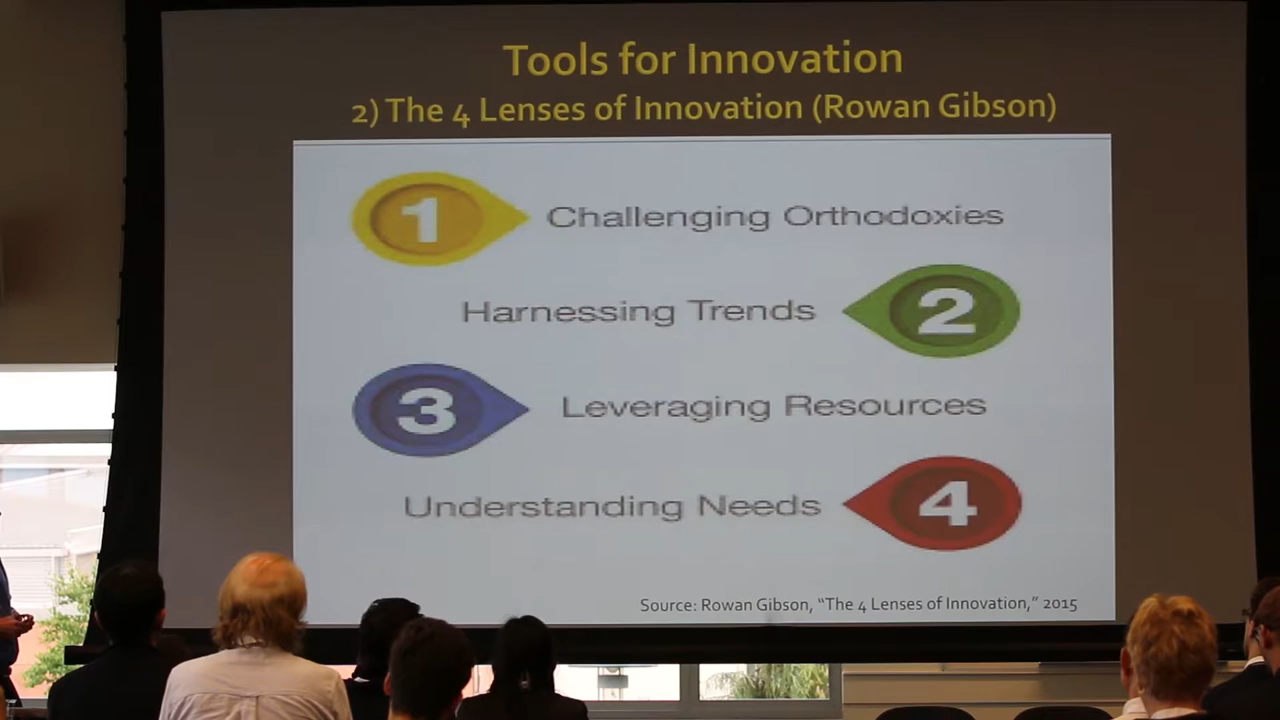 Tools for Innovation
2) The 4 Lenses of Innovation (Rowan Gibson)
1 Challenging Orthodoxies
Harnessing Trends 2
3 Leveraging Resources
Understanding Needs 4
Source: Rowan Gibson, “The 4 Lenses of Innovation,” 2015